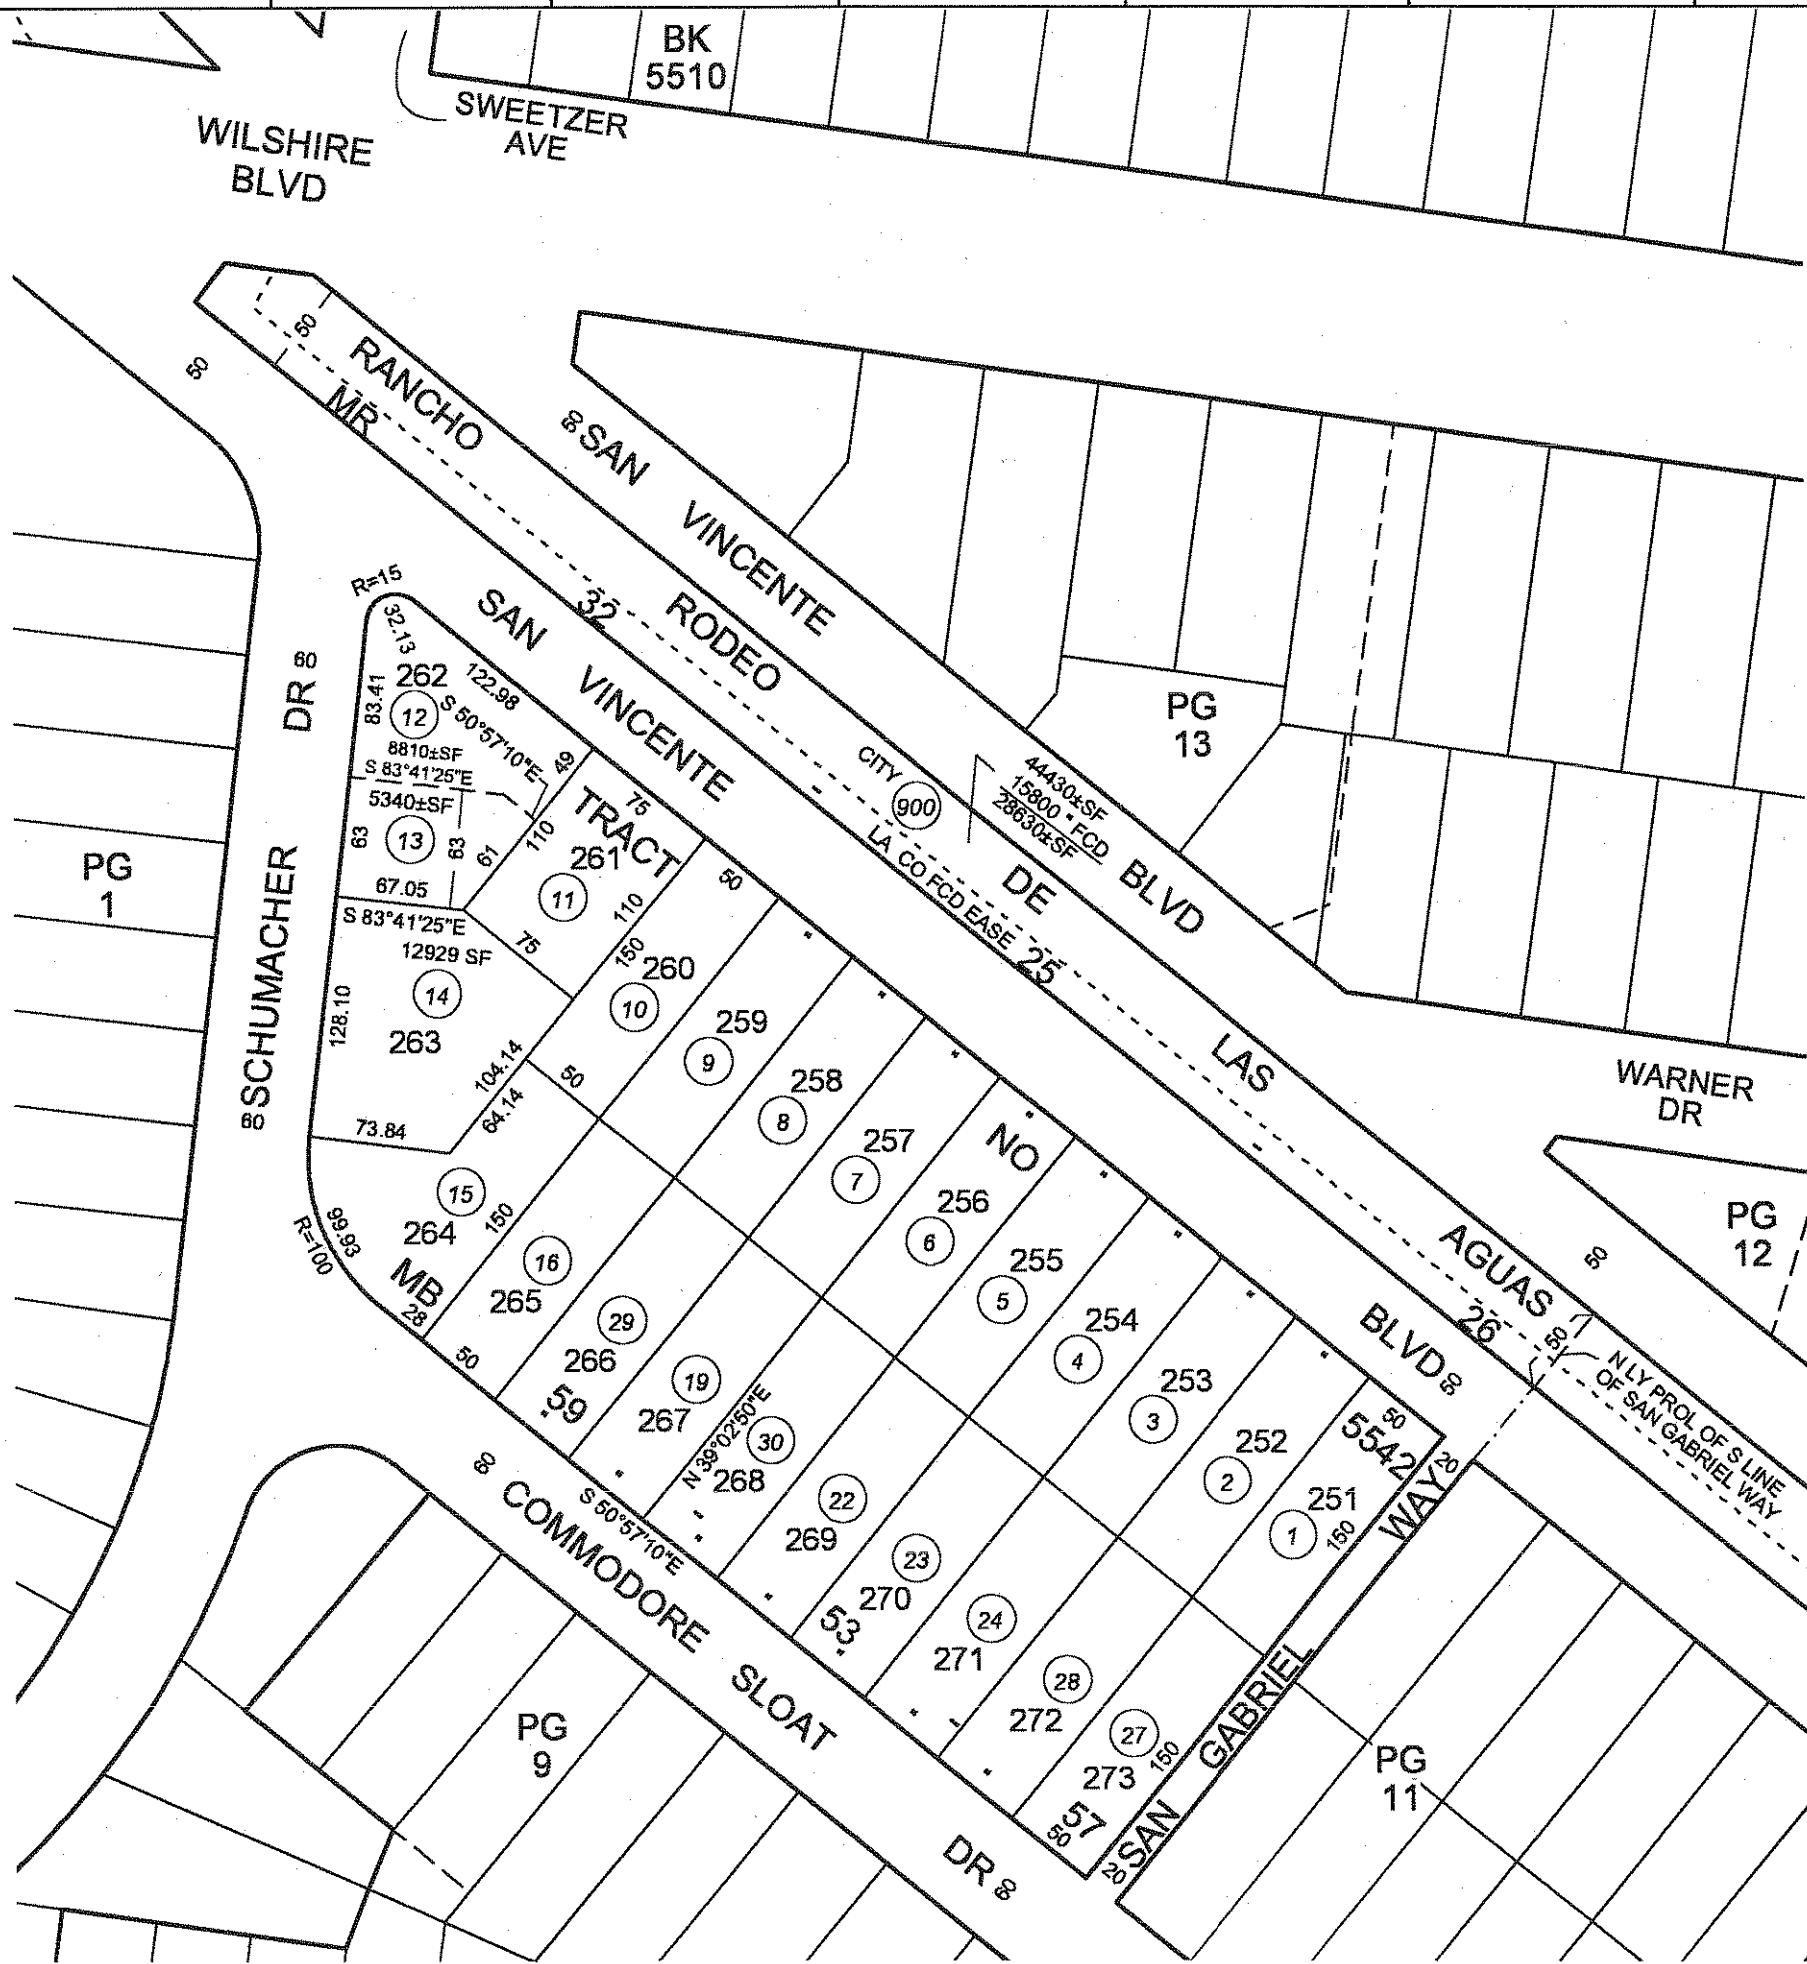 BK
5510
SWEETZER
AVE
WILSHIRE
BLVD
50
50
RANCHO
MR
60
SAN VINCENTE
BLVD
32
RODEO
DE
LAS
AGUAS
R=15
32.13
SAN VINCENTE
BLVD
60
DR
60
262
12
83.41
122.98
S 50°57'10"E
8810±SF
S 83°41'25"E
49
5340±SF
13
63
63
61
110
67.05
S 83°41'25"E
TRACT
75
261
11
110
50
75
CITY
900
44430±SF
15800 " FCD
28630±SF
LA CO FCD EASE
25
PG
13
PG
1
SCHUMACHER
60
12929 SF
14
128.10
263
150
260
10
259
9
258
8
257
7
NO
256
6
255
5
254
4
253
3
252
2
251
1
150
50
5542
20
104.14
64.14
50
73.84
15
264
150
99.93
R=100
MB
28
16
265
50
29
266
59
19
267
N 39°02'50"E
30
268
22
269
23
270
53
24
271
28
272
27
273
150
57
50
20
60
COMMODORE SLOAT
DR
60
S 50°57'10"E
SAN GABRIEL WAY
WARNER
DR
PG
12
50
26
50
N LY PROL OF S LINE
OF SAN GABRIEL WAY
PG
9
PG
11